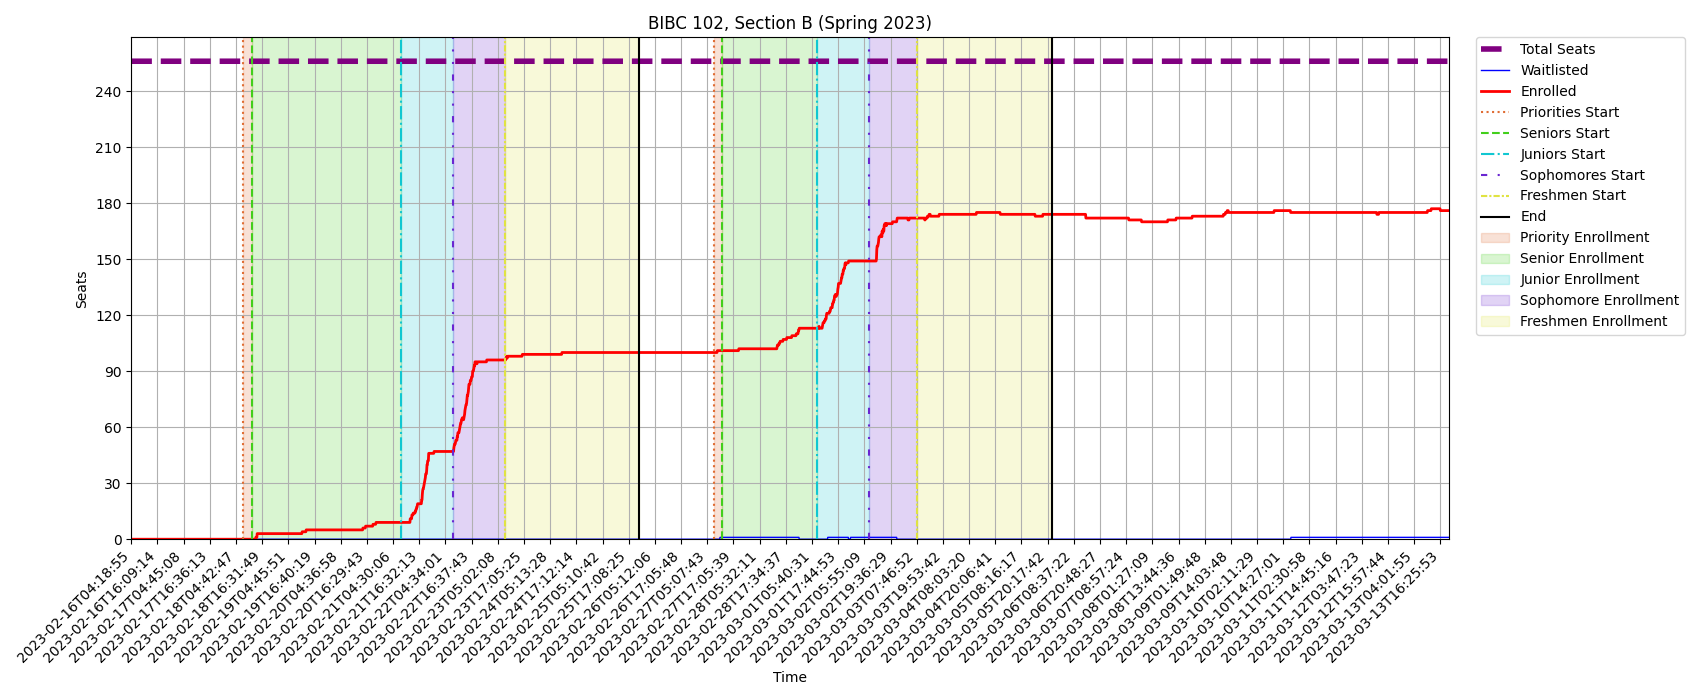 BIBC 102, Section B (Spring 2023)
Total Seats
Waitlisted
Enrolled
Priorities Start
Seniors Start
Juniors Start
Sophomores Start
Freshmen Start
End
Priority Enrollment
Senior Enrollment
Junior Enrollment
Sophomore Enrollment
Freshmen Enrollment
Seats
240
210
180
150
120
90
60
30
0
2023-02-16T04:18:55
2023-02-16T16:09:14
2023-02-17T04:45:08
2023-02-17T17:36:13
2023-02-18T04:42:47
2023-02-18T16:31:49
2023-02-19T04:45:51
2023-02-19T16:40:19
2023-02-20T04:36:58
2023-02-20T16:29:43
2023-02-21T04:30:06
2023-02-21T16:32:13
2023-02-22T04:34:01
2023-02-22T16:37:43
2023-02-23T05:02:08
2023-02-23T17:05:25
2023-02-24T05:13:28
2023-02-24T17:12:14
2023-02-25T05:10:42
2023-02-25T17:08:25
2023-02-26T05:12:06
2023-02-26T17:05:48
2023-02-27T05:07:43
2023-02-27T17:05:39
2023-02-28T05:32:11
2023-02-28T17:34:37
2023-03-01T05:40:31
2023-03-01T17:44:53
2023-03-02T05:55:09
2023-03-02T19:36:29
2023-03-03T07:46:52
2023-03-03T19:53:42
2023-03-04T08:03:20
2023-03-04T20:06:41
2023-03-05T08:16:17
2023-03-05T20:17:42
2023-03-06T08:37:22
2023-03-06T20:48:27
2023-03-07T08:57:24
2023-03-08T01:27:09
2023-03-08T13:44:36
2023-03-09T01:49:48
2023-03-09T14:03:48
2023-03-10T02:11:29
2023-03-10T14:27:01
2023-03-11T02:30:58
2023-03-11T14:45:16
2023-03-12T03:47:23
2023-03-12T15:57:44
2023-03-13T04:01:55
2023-03-13T16:25:53
Time